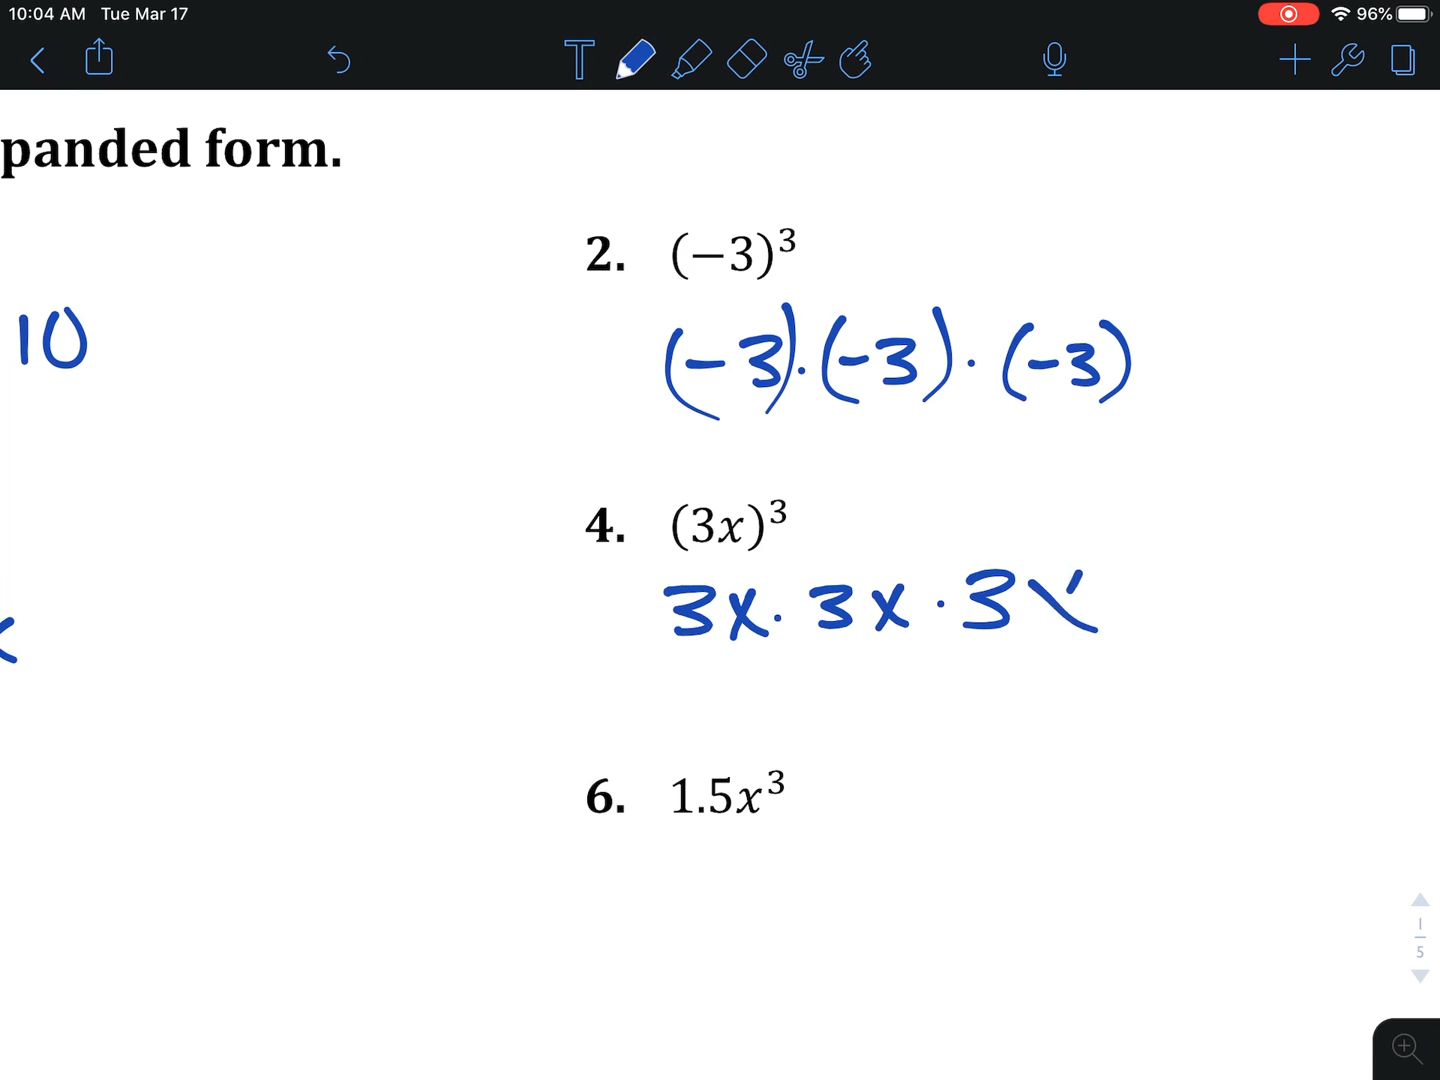 10:04 AM Tue Mar 17 96%
T
panded form.
2. (−3)³
10
(-3)·(-3)·(-3)
4. (3x)³
3x·3x·3x
6. 1.5x³
1
5